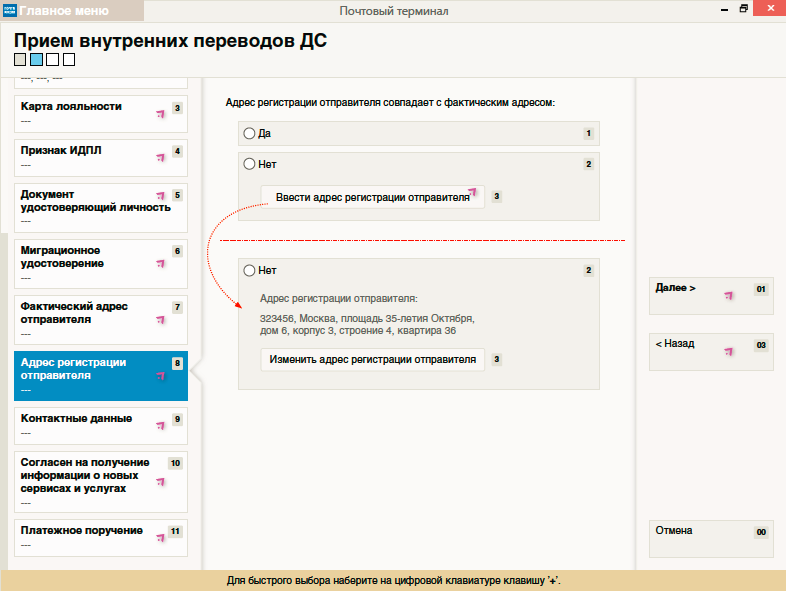 Главное меню
Почтовый терминал
Прием внутренних переводов ДС
---, ---, ---
Карта лояльности 3
---
Признак ИДПЛ 4
---
Документ 5
удостоверяющий личность
---
Миграционное 6
удостоверение
---
Фактический адрес 7
отправителя
---
Адрес регистрации 8
отправителя
---
Контактные данные 9
---
Согласен на получение 10
информации о новых
сервисах и услугах
---
Платежное поручение 11
---
Адрес регистрации отправителя совпадает с фактическим адресом:
Да 1
Нет 2
Ввести адрес регистрации отправителя 3
Нет 2
Адрес регистрации отправителя:
323456, Москва, площадь 35-летия Октября,
дом 6, корпус 3, строение 4, квартира 36
Изменить адрес регистрации отправителя 3
Далее > 01
< Назад 03
Отмена 00
Для быстрого выбора наберите на цифровой клавиатуре клавишу '+'.